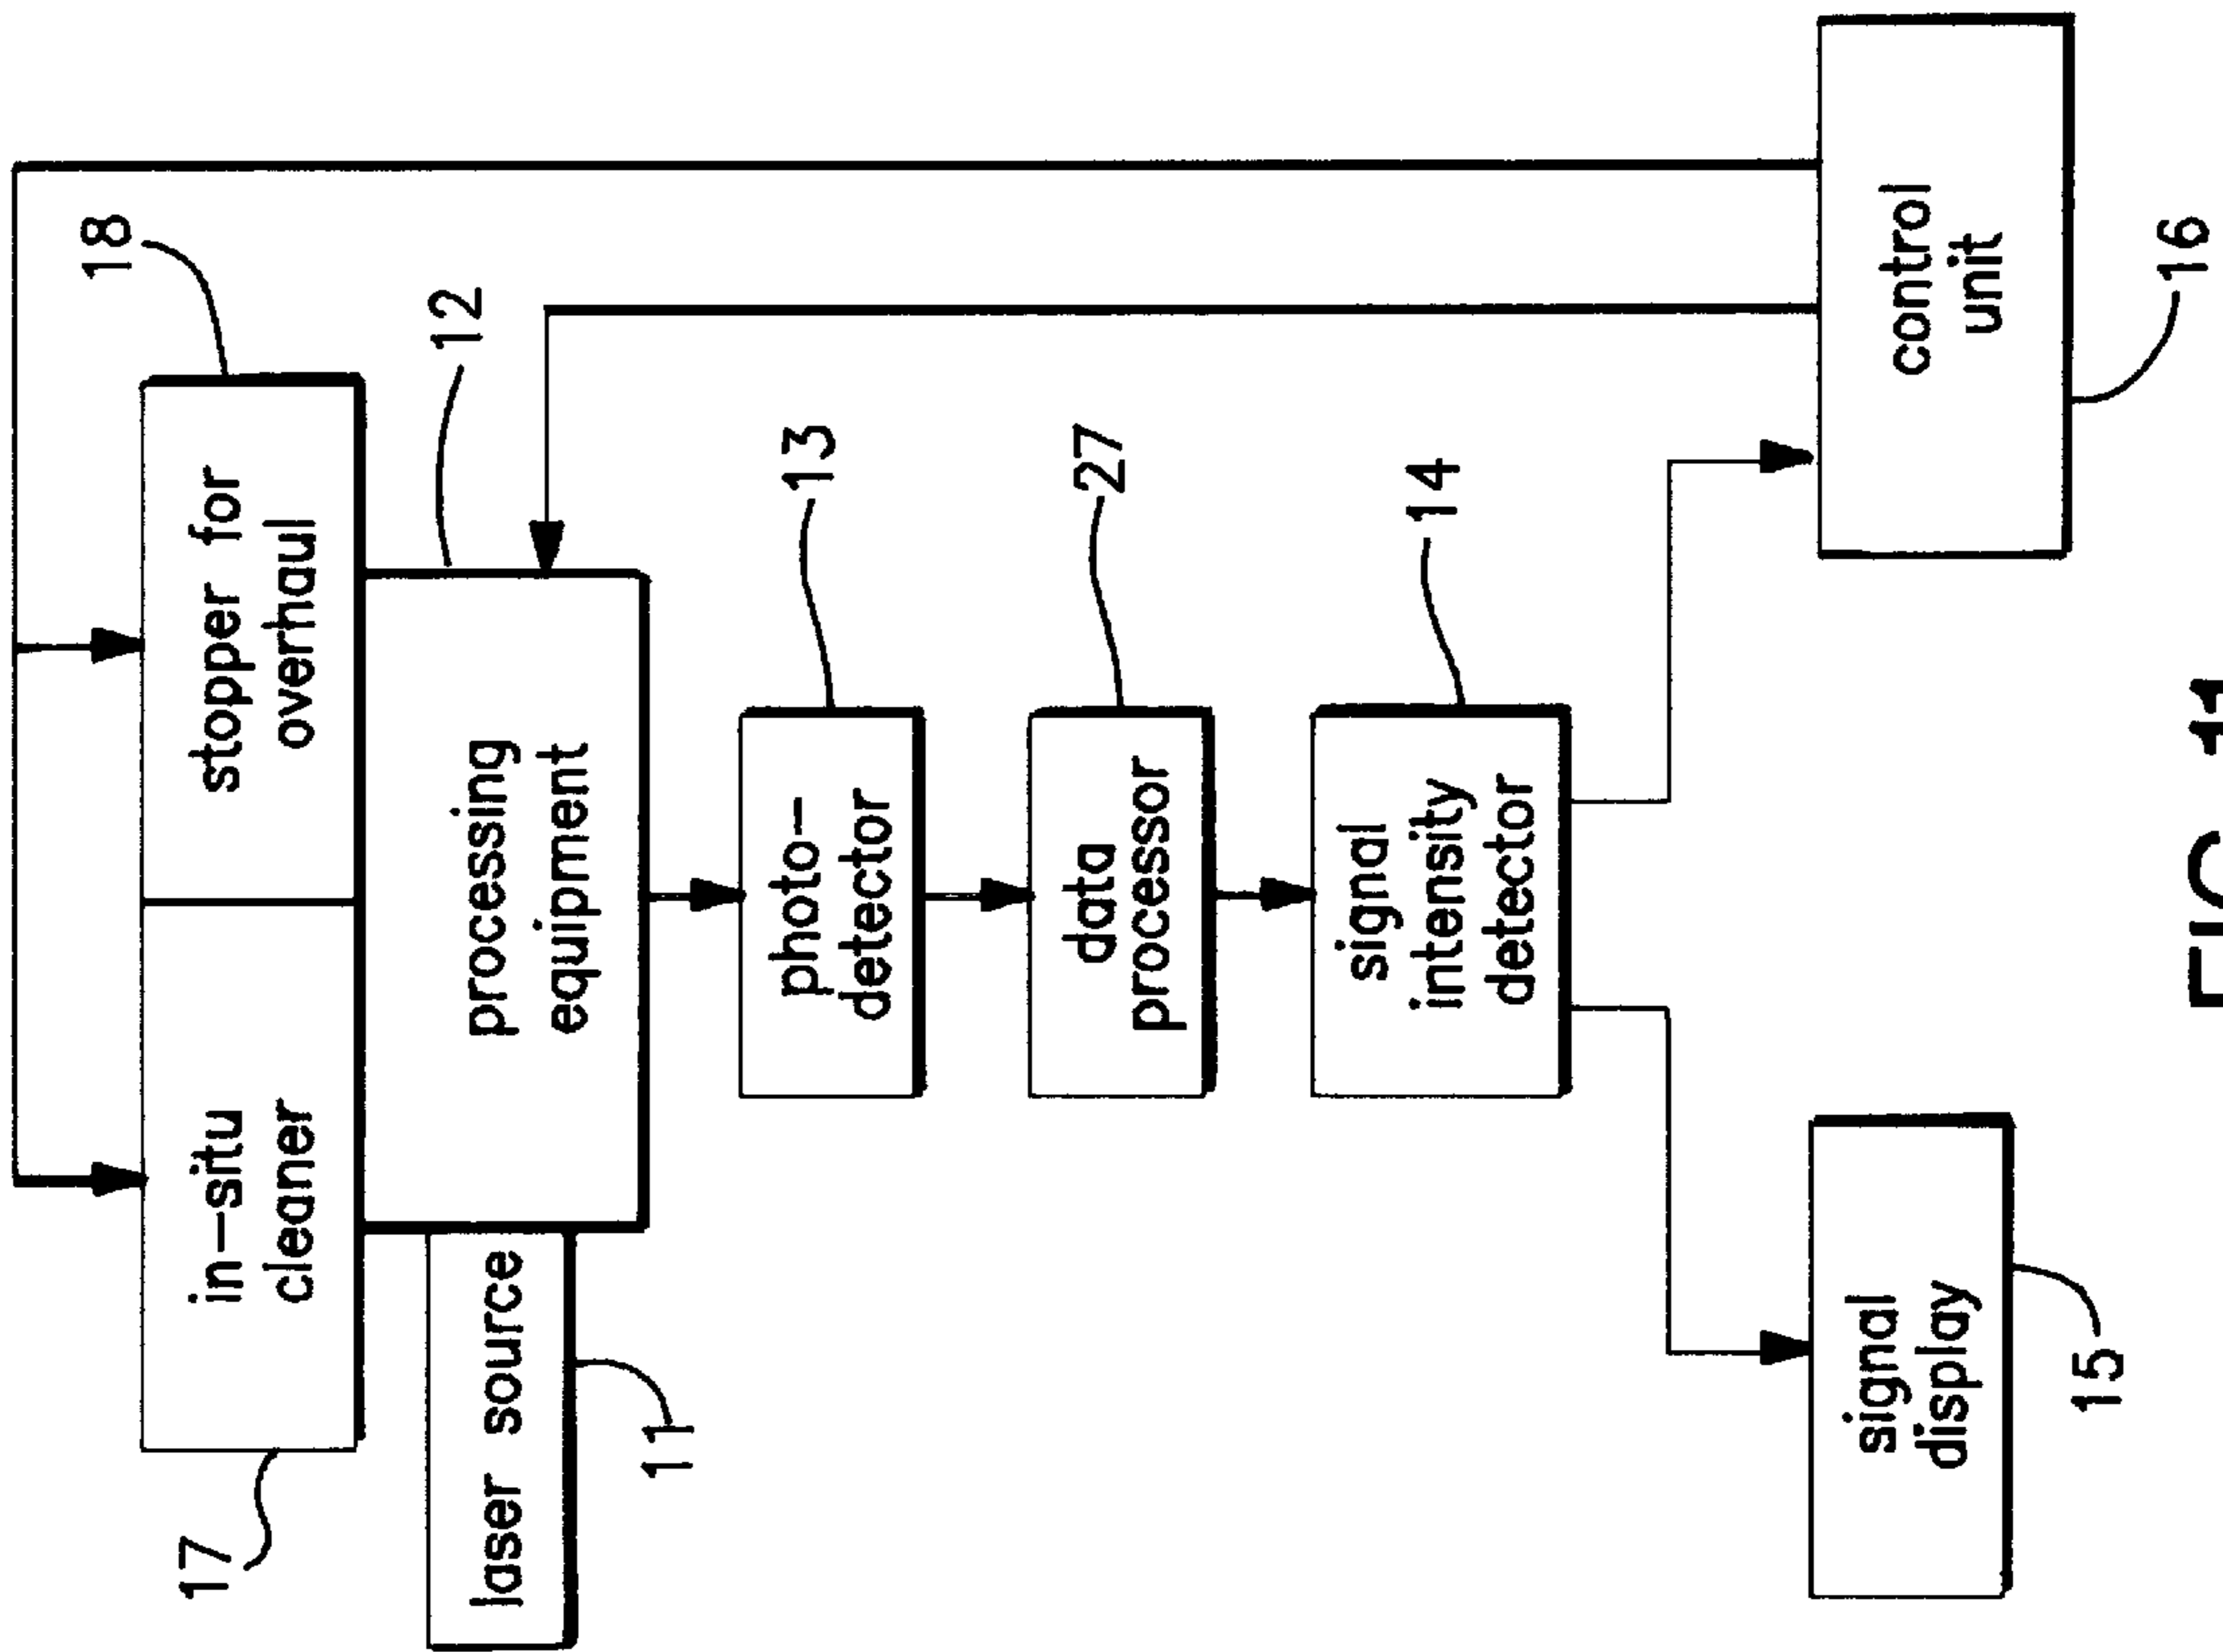 17
in-situ
cleaner
stopper for
overhaul
18
laser source
11
processing
equipment
12
photo-
detector
13
data
processor
27
signal
intensity
detector
14
signal
display
15
control
unit
16
FIG. 11